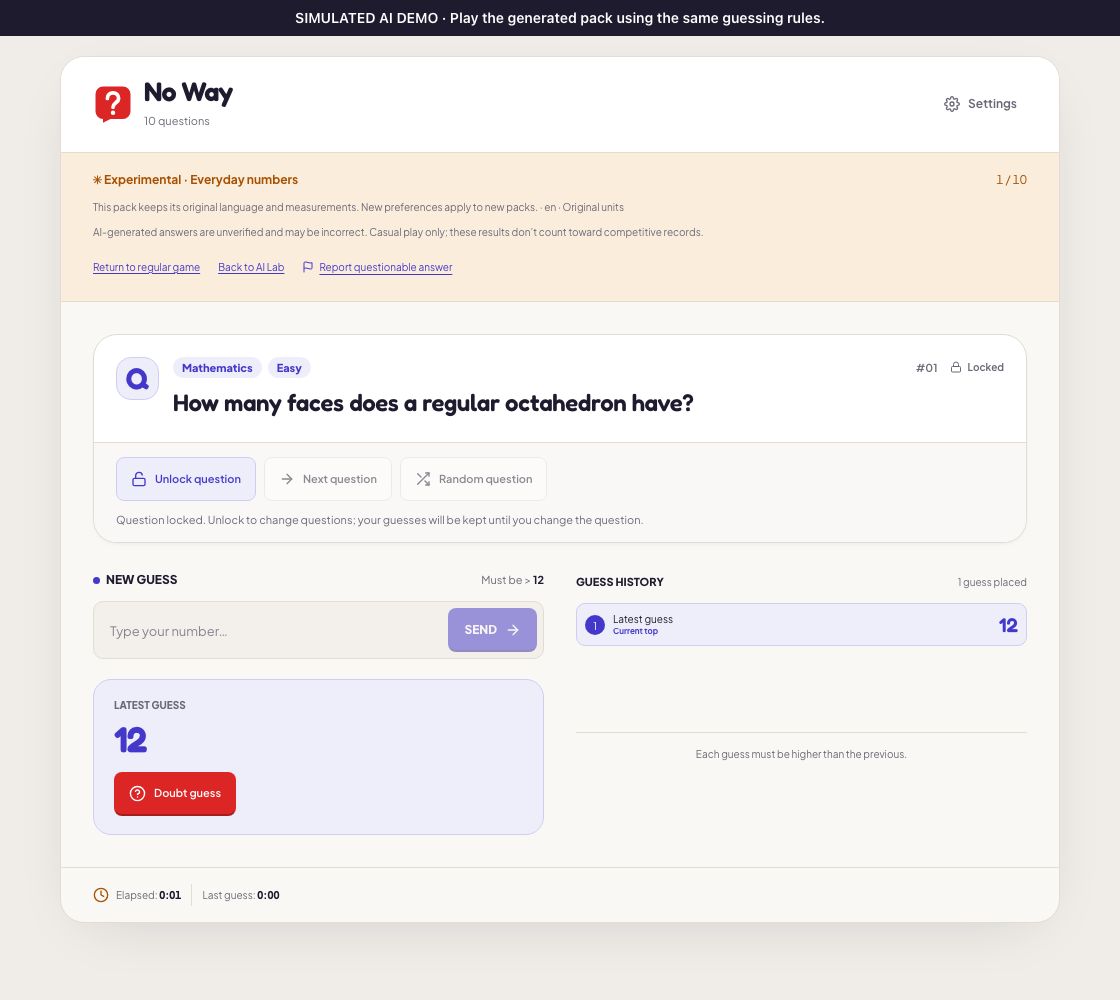 SIMULATED AI DEMO · Play the generated pack using the same guessing rules.
No Way
10 questions
Settings
Experimental · Everyday numbers
1 / 10
This pack keeps its original language and measurements. New preferences apply to new packs. · en · Original units
AI-generated answers are unverified and may be incorrect. Casual play only; these results don't count toward competitive records.
Return to regular game
Back to AI Lab
Report questionable answer
Q
Mathematics
Easy
#01
Locked
How many faces does a regular octahedron have?
Unlock question
Next question
Random question
Question locked. Unlock to change questions; your guesses will be kept until you change the question.
NEW GUESS
Must be > 12
Type your number...
SEND
LATEST GUESS
12
Doubt guess
GUESS HISTORY
1 guess placed
1
Latest guess
Current top
12
Each guess must be higher than the previous.
Elapsed: 0:01
Last guess: 0:00